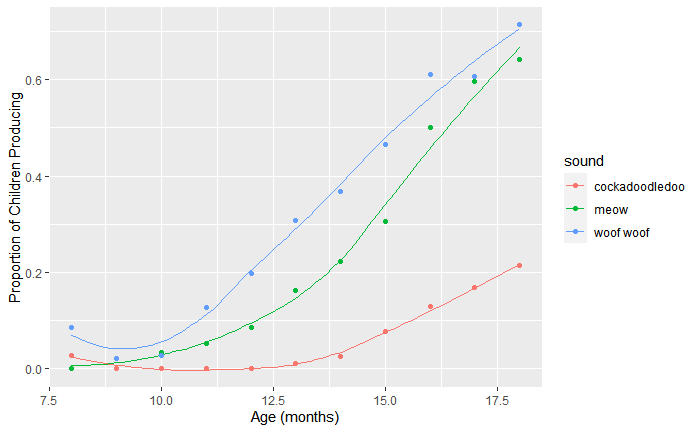 Proportion of Children Producing
0.6
0.4
0.2
0.0
7.5 10.0 12.5 15.0 17.5
Age (months)
sound
cockadoodledoo
meow
woof woof